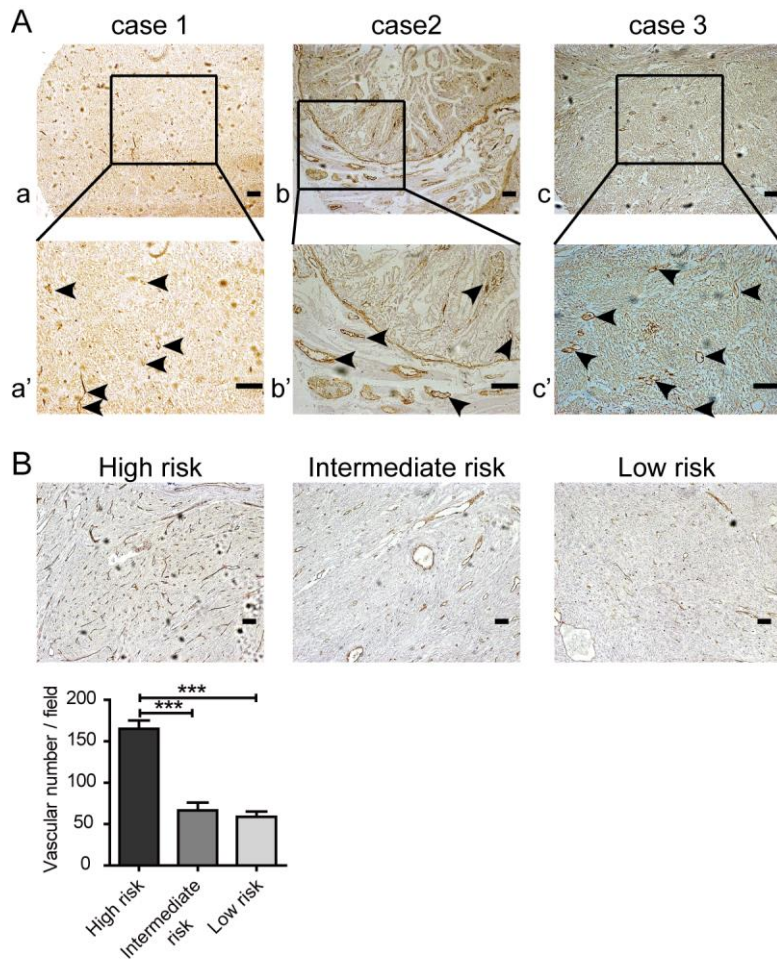 A
case 1
case2
case 3
a
b
c
a'
b'
c'
B
High risk
Intermediate risk
Low risk
Vascular number / field
200
150
100
50
0
***
***
High risk
Intermediate
risk
Low risk